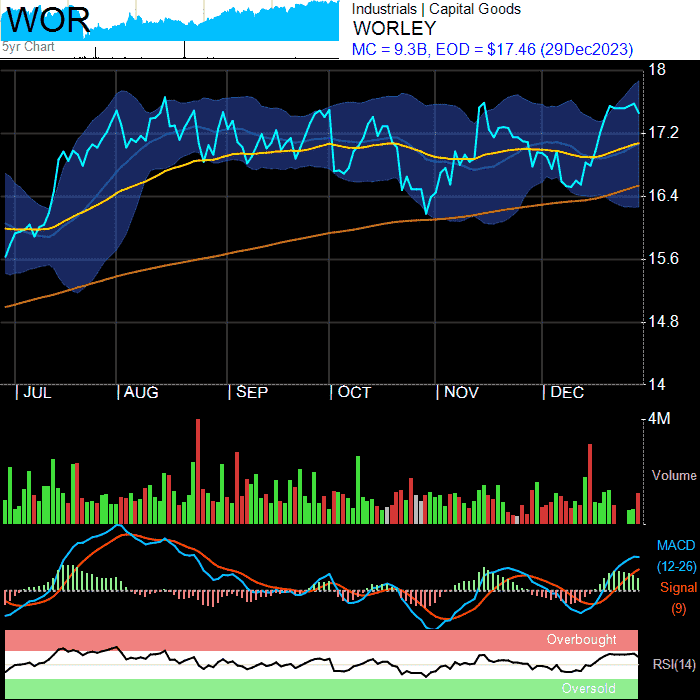 WOR
5yr Chart
Industrials | Capital Goods
WORLEY
MC = 9.3B, EOD = $17.46 (29Dec2023)
18
17.2
16.4
15.6
14.8
14
| JUL | AUG | SEP | OCT | NOV | DEC
4M
Volume
MACD
(12-26)
Signal
(9)
Overbought
RSI(14)
Oversold